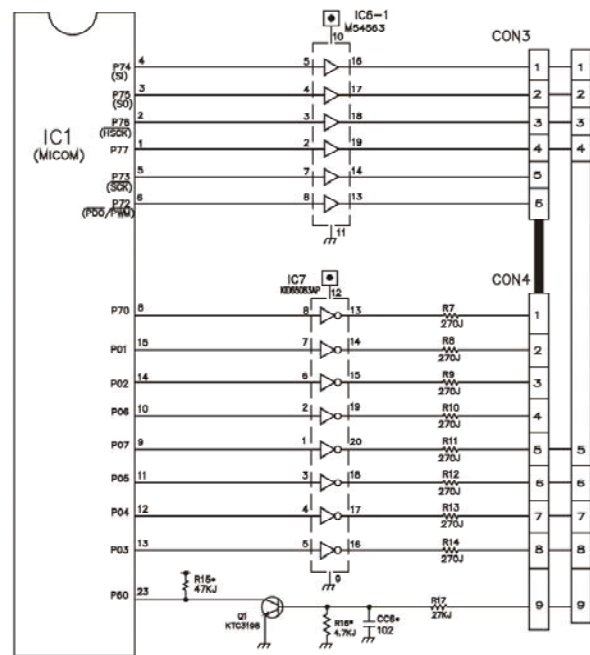 IC6-1
M54563
10
CON3
P74 4 5 16 1 1
(SI)
P75 3 4 17 2 2
(SO)
P76 2 3 18 3 3
(HSCK)
IC1
(MICOM)
P77 1 2 19 4 4
P73 5 7 14 5
(SCK)
P72 6 8 13 6
(PDO/PWM)
11
IC7
KID65083AP
12
CON4
P70 8 8 13 R7 1
270J
P01 15 7 14 R8 2
270J
P02 14 6 15 R9 3
270J
P06 10 2 19 R10 4
270J
P07 9 1 20 R11 5 5
270J
P05 11 3 18 R12 6 6
270J
P04 12 4 17 R13 7 7
270J
P03 13 5 16 R14 8 8
270J
9
P60 23 R15*
47KJ
Q1
KTC3198
R16*
4.7KJ
CC6*
102
R17
27KJ
9 9